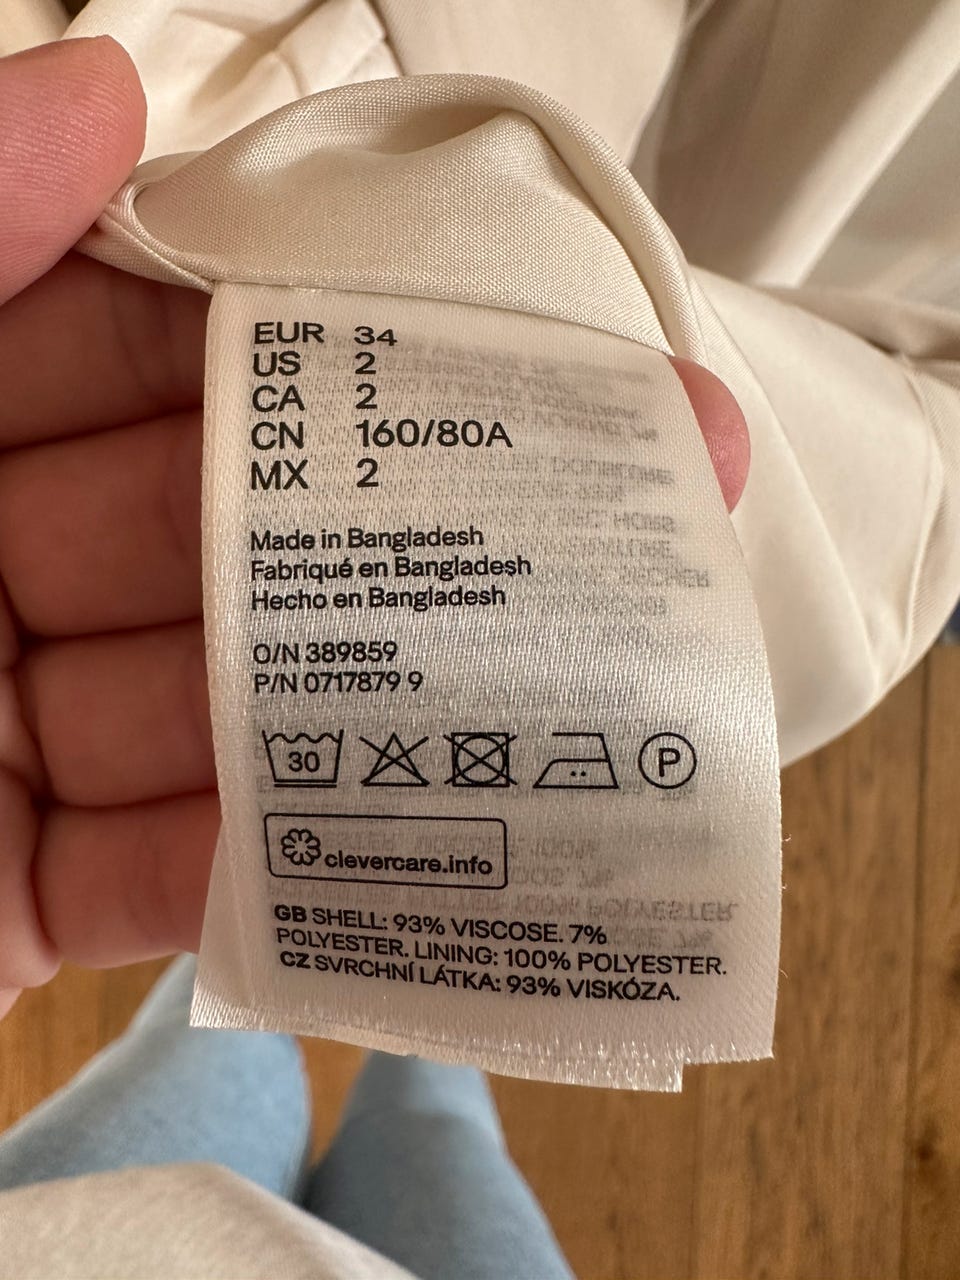 EUR 34
US 2
CA 2
CN 160/80A
MX 2
Made in Bangladesh
Fabriqué en Bangladesh
Hecho en Bangladesh
O/N 389859
P/N 0717879 9
30
P
clevercare.info
GB SHELL: 93% VISCOSE. 7%
POLYESTER. LINING: 100% POLYESTER.
CZ SVRCHNÍ LÁTKA: 93% VISKÓZA.